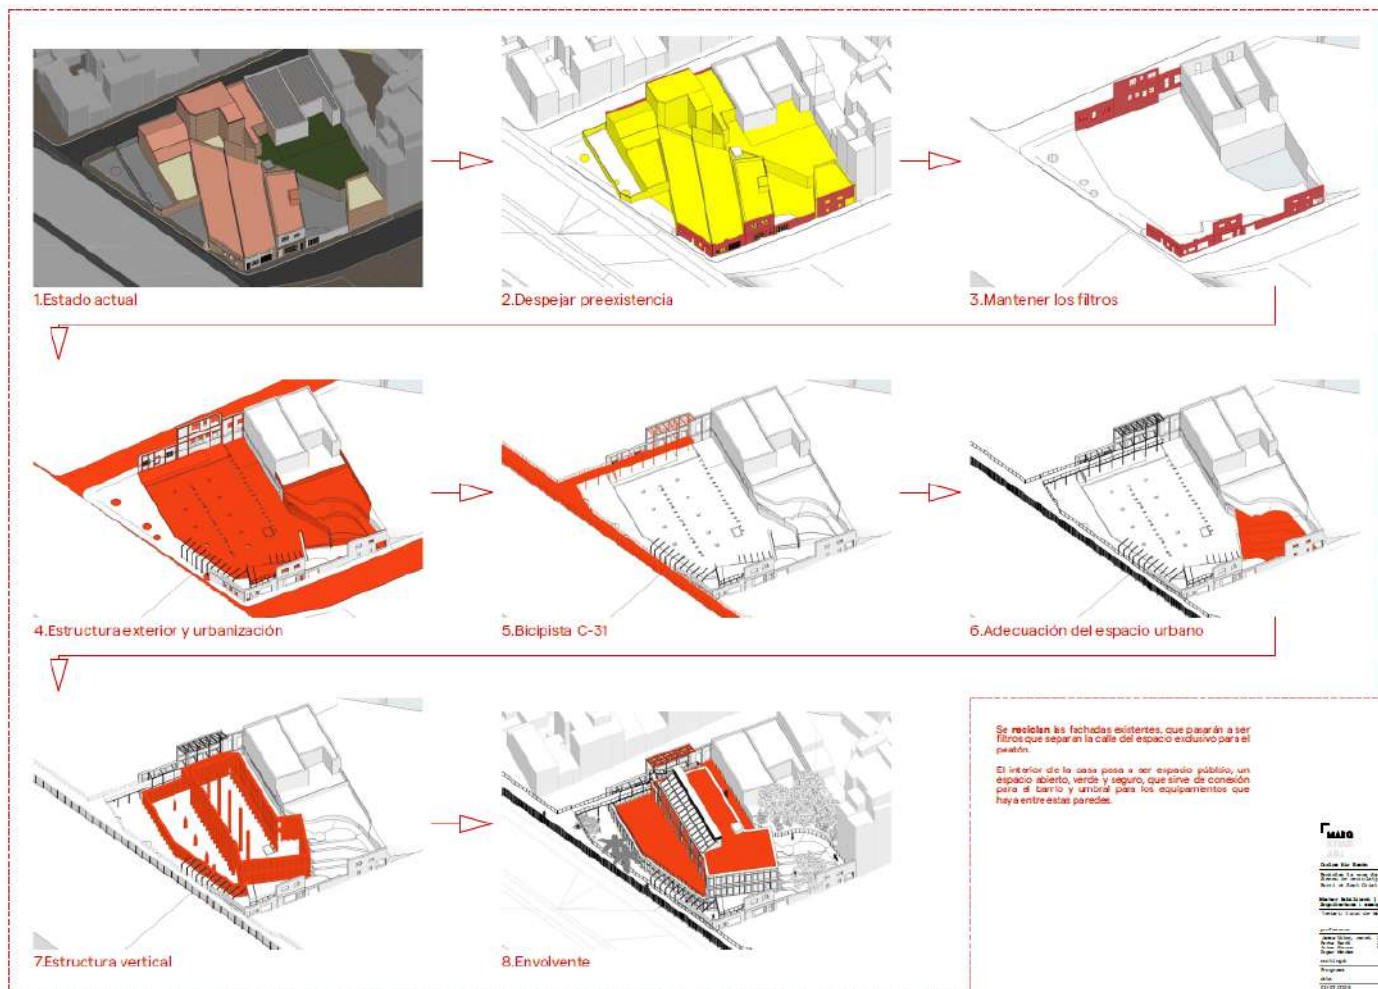 1.Estado actual
2.Despejar preexistencia
3.Mantener los filtros
4.Estructura exterior y urbanización
5.Bicipista C-31
6.Adecuación del espacio urbano
7.Estructura vertical
8.Envolvente
Se reciclan las fachadas existentes, que pasarán a ser
filtros que separan la calle del espacio exclusivo para el
peatón.
El interior de la casa pasa a ser espacio público, un
espacio abierto, verde y seguro, que sirve de conexión
para el barrio y umbral para los equipamientos que
haya entre estas paredes.
MARQ